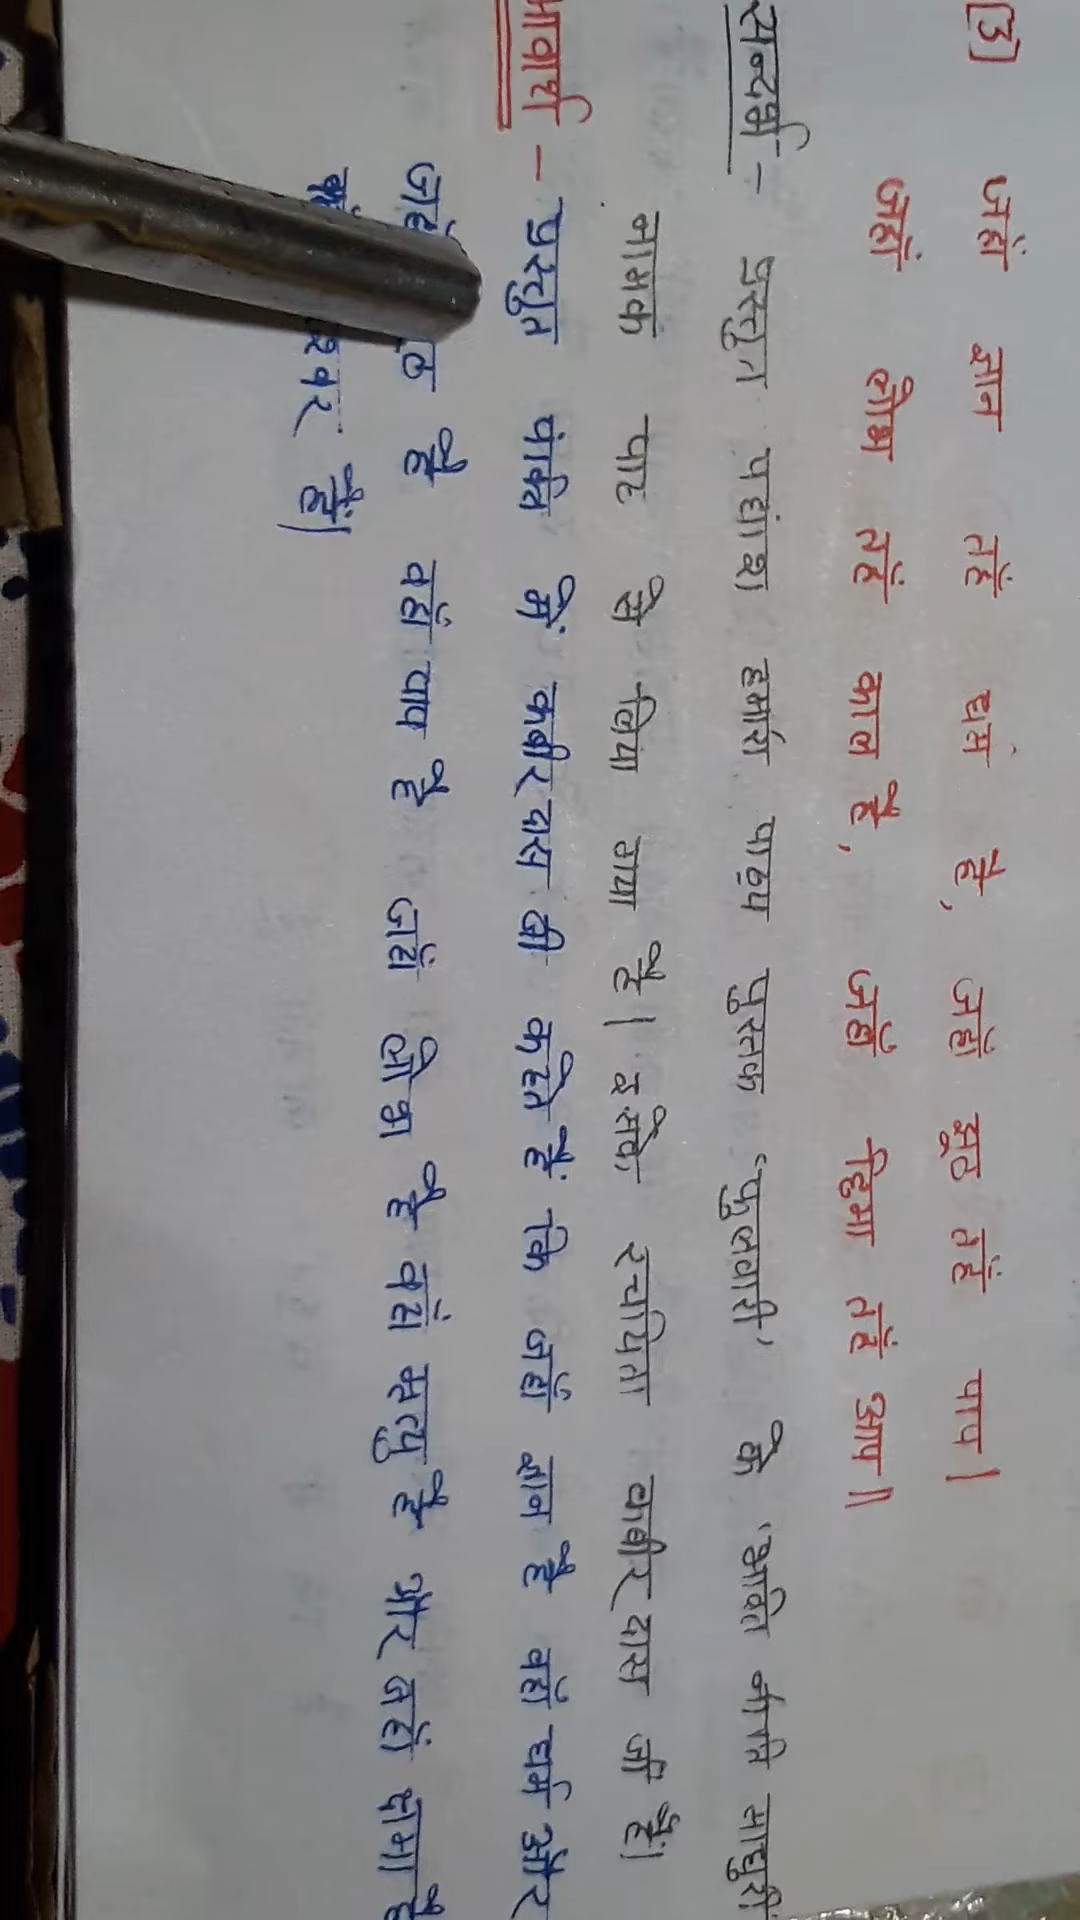 [3] जहाँ ज्ञान तहं धर्म है, जहाँ झूठ तहं पाप।
जहाँ लोभ तहं काल है, जहाँ छिमा तहं आप॥
सन्दर्भ - प्रस्तुत पद्यांश हमारी पाठ्य पुस्तक "फुलवारी" के 'भक्ति नीति माधुरी'
नामक पाठ से लिया गया है। इसके रचयिता कबीरदास जी हैं।
भावार्थ - प्रस्तुत पंक्ति में कबीरदास जी कहते हैं कि जहाँ ज्ञान है वहाँ धर्म और
है वहाँ पाप है जहाँ लोभ है वहाँ मृत्यु है और जहाँ क्षमा है
हैं।